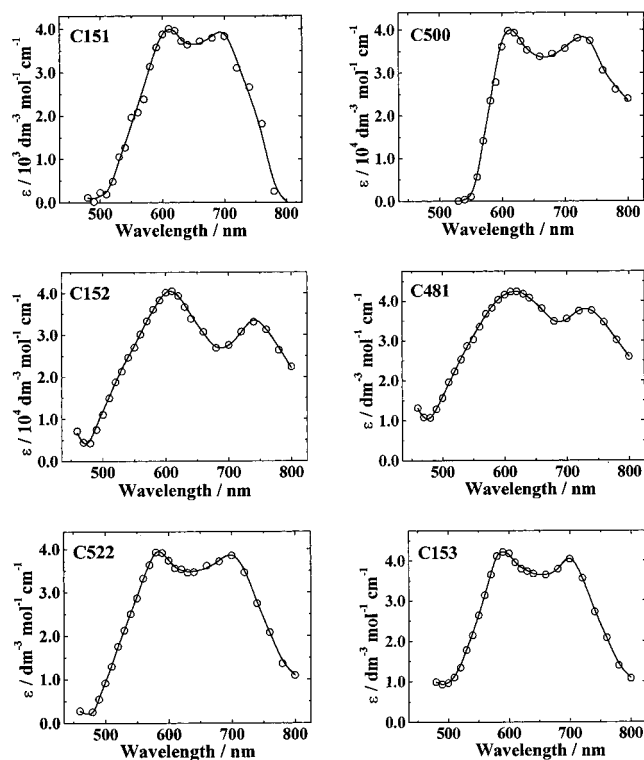 C151
4.0
3.0
2.0
1.0
0.0
500 600 700 800
Wavelength / nm
ε / 10³ dm⁻³ mol⁻¹ cm⁻¹
C500
4.0
3.0
2.0
1.0
0.0
500 600 700 800
Wavelength / nm
ε / 10⁴ dm⁻³ mol⁻¹ cm⁻¹
C152
4.0
3.0
2.0
1.0
0.0
500 600 700 800
Wavelength / nm
ε / 10⁴ dm⁻³ mol⁻¹ cm⁻¹
C481
4.0
3.0
2.0
1.0
0.0
500 600 700 800
Wavelength / nm
ε / dm⁻³ mol⁻¹ cm⁻¹
C522
4.0
3.0
2.0
1.0
0.0
500 600 700 800
Wavelength / nm
ε / dm⁻³ mol⁻¹ cm⁻¹
C153
4.0
3.0
2.0
1.0
0.0
500 600 700 800
Wavelength / nm
ε / dm⁻³ mol⁻¹ cm⁻¹